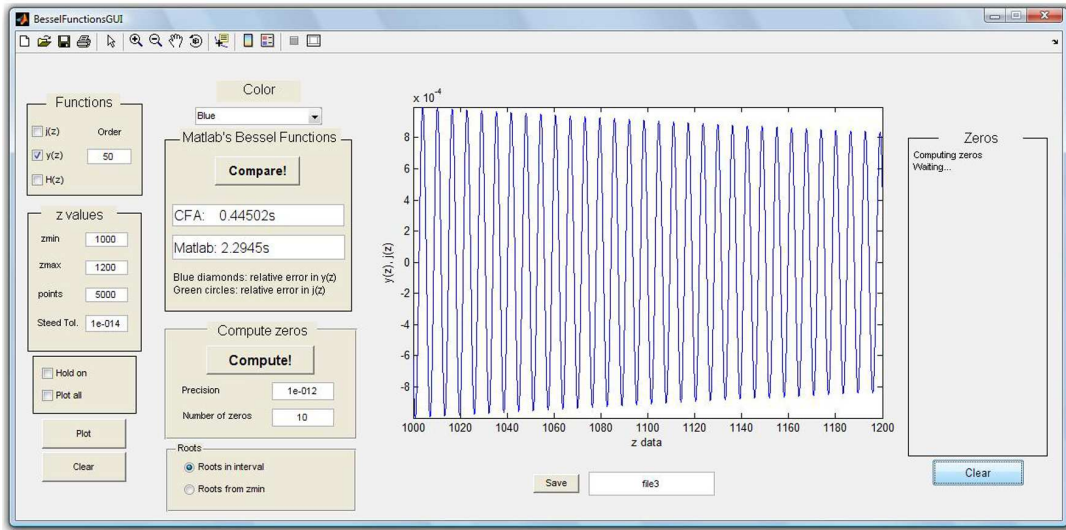 BesselFunctionsGUI
Functions
j(z)
Order
y(z)
50
H(z)
z values
zmin
1000
zmax
1200
points
5000
Steed Tol.
1e-014
Hold on
Plot all
Plot
Clear
Color
Blue
Matlab's Bessel Functions
Compare!
CFA: 0.44502s
Matlab: 2.2945s
Blue diamonds: relative error in y(z)
Green circles: relative error in j(z)
Compute zeros
Compute!
Precision
1e-012
Number of zeros
10
Roots
Roots in interval
Roots from zmin
x 10^-4
8
6
4
2
0
-2
-4
-6
-8
y(z), j(z)
1000 1020 1040 1060 1080 1100 1120 1140 1160 1180 1200
z data
Save
file3
Zeros
Computing zeros
Waiting...
Clear